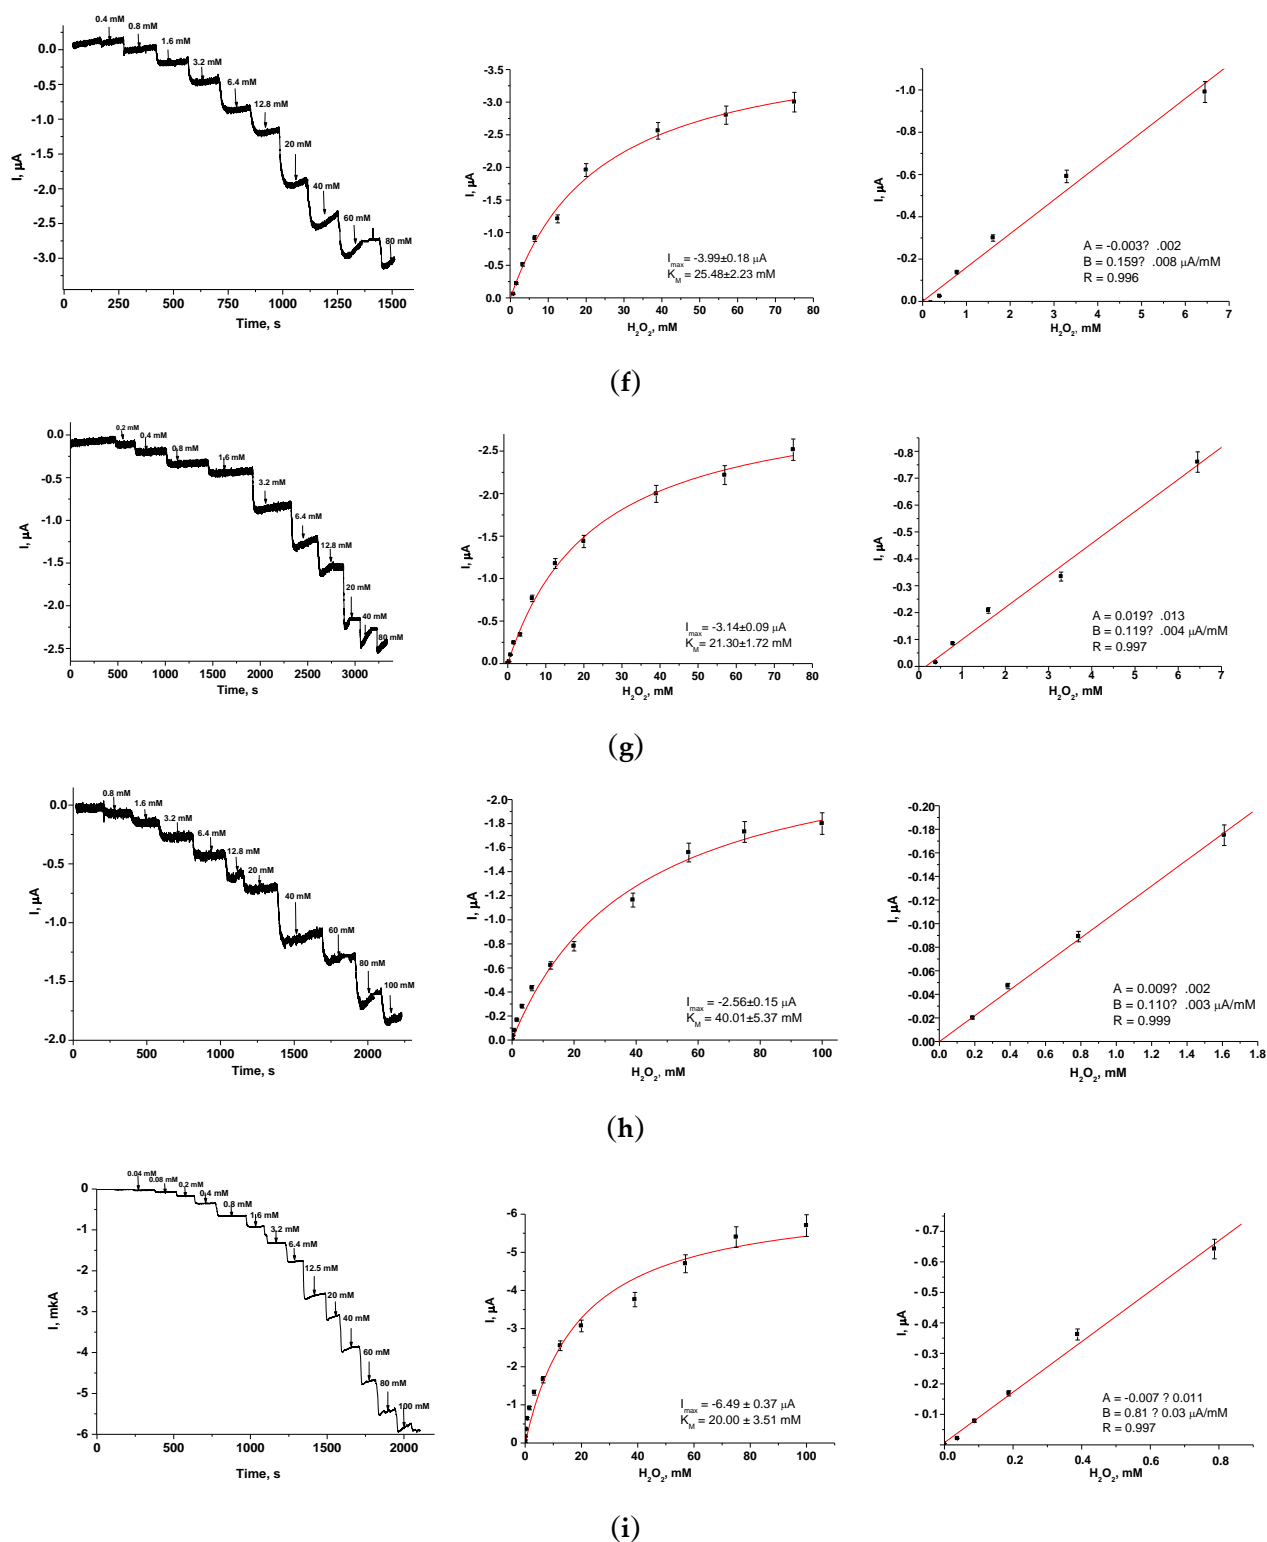 0.4 mM
0.8 mM
1.6 mM
3.2 mM
6.4 mM
12.8 mM
20 mM
40 mM
60 mM
80 mM
0.0
-0.5
-1.0
-1.5
-2.0
-2.5
-3.0
I, µA
0 250 500 750 1000 1250 1500
Time, s
-3.5
-3.0
-2.5
-2.0
-1.5
-1.0
-0.5
0.0
I, µA
Imax = -3.99±0.18 µA
KM = 25.48±2.23 mM
0 10 20 30 40 50 60 70 80
H2O2, mM
-1.0
-0.8
-0.6
-0.4
-0.2
0.0
I, µA
A = -0.003? .002
B = 0.159? .008 µA/mM
R = 0.996
0 1 2 3 4 5 6 7
H2O2, mM
(f)
0.2 mM
0.4 mM
0.8 mM
1.6 mM
3.2 mM
6.4 mM
12.8 mM
20 mM
40 mM
80 mM
0.0
-0.5
-1.0
-1.5
-2.0
-2.5
I, µA
0 500 1000 1500 2000 2500 3000
Time, s
-2.5
-2.0
-1.5
-1.0
-0.5
0.0
I, µA
Imax = -3.14±0.09 µA
KM = 21.30±1.72 mM
0 10 20 30 40 50 60 70 80
H2O2, mM
-0.8
-0.7
-0.6
-0.5
-0.4
-0.3
-0.2
-0.1
0.0
I, µA
A = 0.019? .013
B = 0.119? .004 µA/mM
R = 0.997
0 1 2 3 4 5 6 7
H2O2, mM
(g)
0.8 mM
1.6 mM
3.2 mM
6.4 mM
12.8 mM
20 mM
40 mM
60 mM
80 mM
100 mM
0.0
-0.5
-1.0
-1.5
-2.0
I, µA
0 500 1000 1500 2000
Time, s
-2.0
-1.8
-1.6
-1.4
-1.2
-1.0
-0.8
-0.6
-0.4
-0.2
0.0
I, µA
Imax = -2.56±0.15 µA
KM = 40.01±5.37 mM
0 20 40 60 80 100
H2O2, mM
-0.20
-0.18
-0.16
-0.14
-0.12
-0.10
-0.08
-0.06
-0.04
-0.02
0.00
I, µA
A = 0.009? .002
B = 0.110? .003 µA/mM
R = 0.999
0.0 0.2 0.4 0.6 0.8 1.0 1.2 1.4 1.6 1.8
H2O2, mM
(h)
0.04 mM
0.08 mM
0.2 mM
0.4 mM
0.8 mM
1.6 mM
3.2 mM
6.4 mM
12.5 mM
20 mM
40 mM
60 mM
80 mM
100 mM
0
-1
-2
-3
-4
-5
-6
I, mkA
0 500 1000 1500 2000
Time, s
-6
-5
-4
-3
-2
-1
0
I, µA
Imax = -6.49 ± 0.37 µA
KM = 20.00 ± 3.51 mM
0 20 40 60 80 100
H2O2, mM
- 0.7
- 0.6
- 0.5
- 0.4
- 0.3
- 0.2
- 0.1
I, µA
A = -0.007 ? 0.011
B = 0.81 ? 0.03 µA/mM
R = 0.997
0.0 0.2 0.4 0.6 0.8
H2O2, mM
(i)